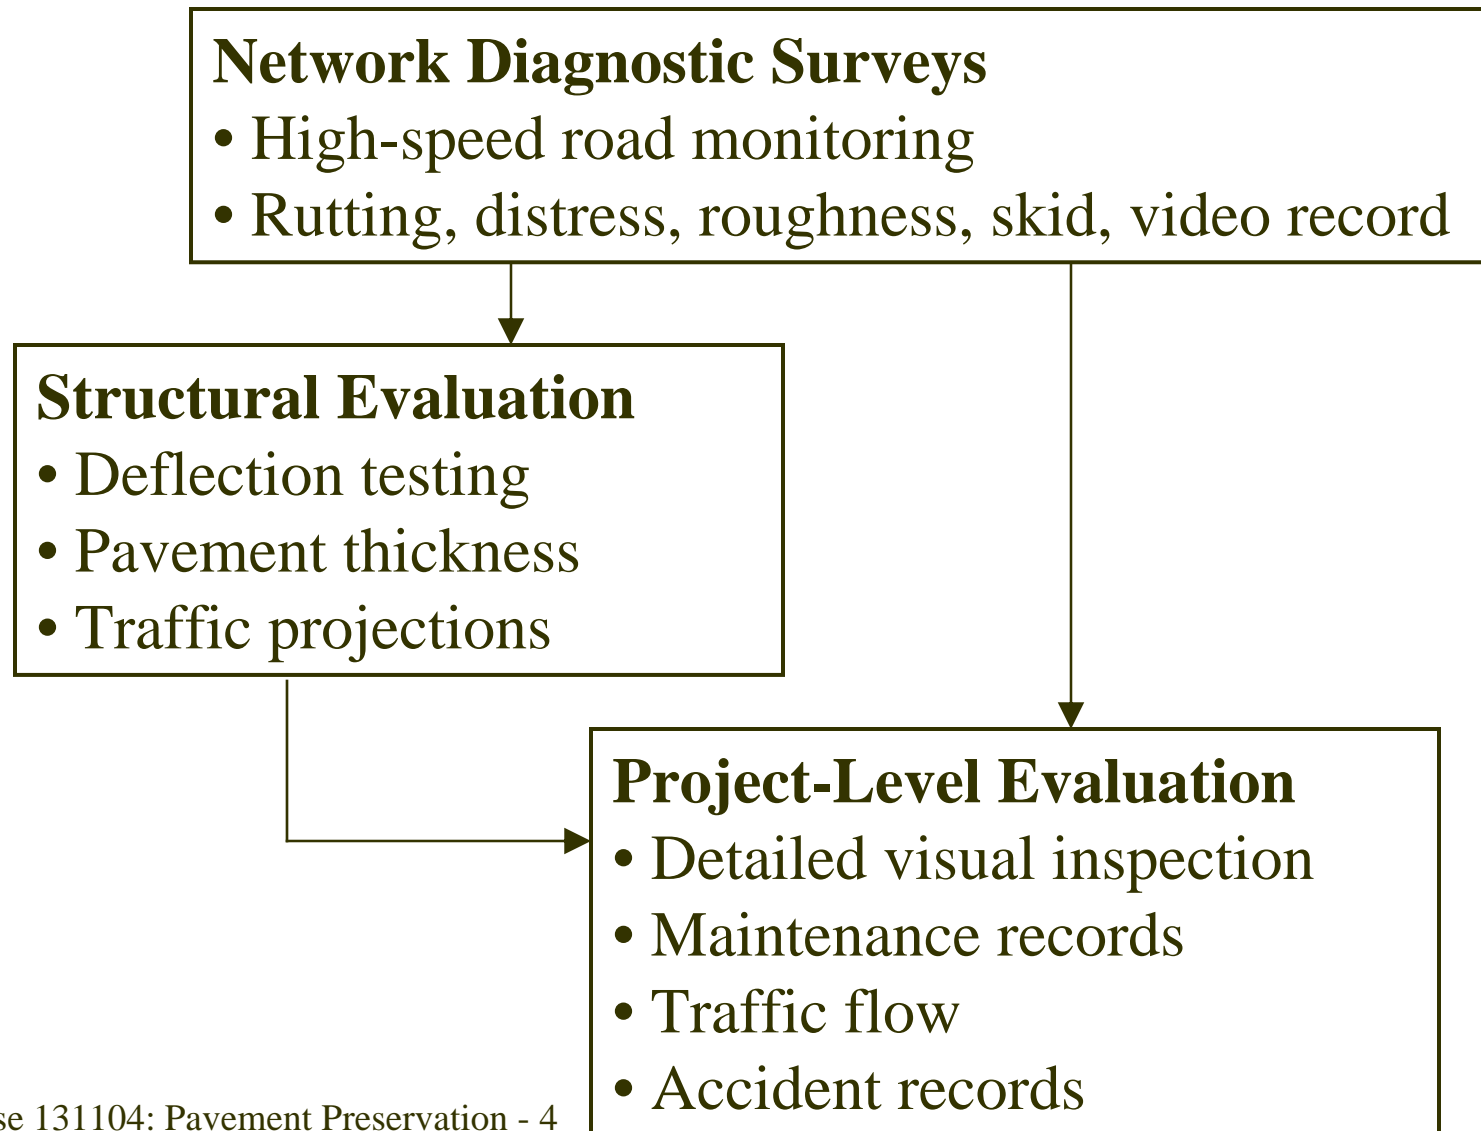 Network Diagnostic Surveys
• High-speed road monitoring
• Rutting, distress, roughness, skid, video record
Structural Evaluation
• Deflection testing
• Pavement thickness
• Traffic projections
Project-Level Evaluation
• Detailed visual inspection
• Maintenance records
• Traffic flow
• Accident records
131104: Pavement Preservation - 4